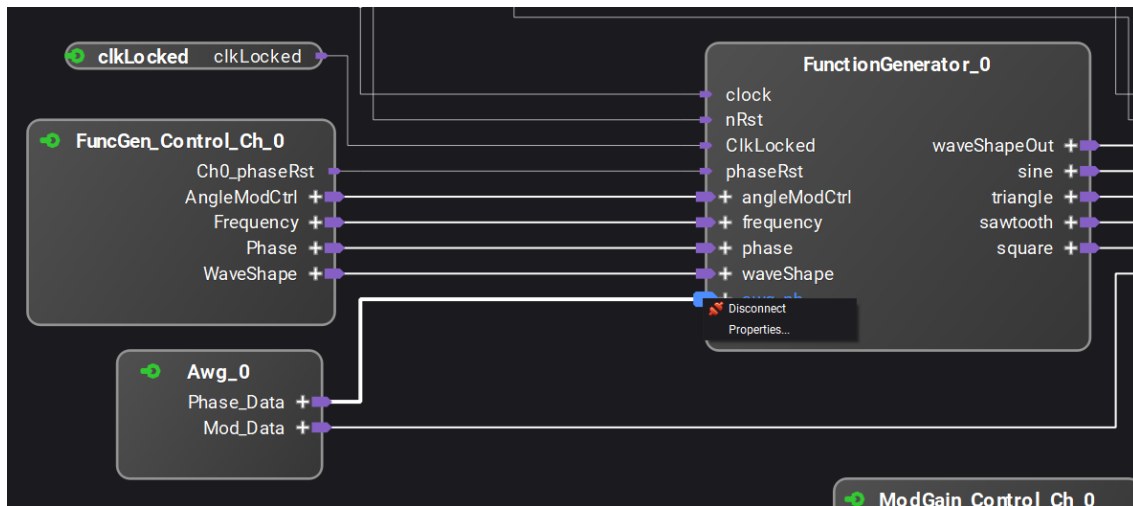 clkLocked clkLocked
FunctionGenerator_0
clock
nRst
ClkLocked
phaseRst
angleModCtrl
frequency
phase
waveShape
waveShapeOut
sine
triangle
sawtooth
square
FuncGen_Control_Ch_0
Ch0_phaseRst
AngleModCtrl
Frequency
Phase
WaveShape
Disconnect
Properties...
Awg_0
Phase_Data
Mod_Data
ModGain_Control_Ch_0